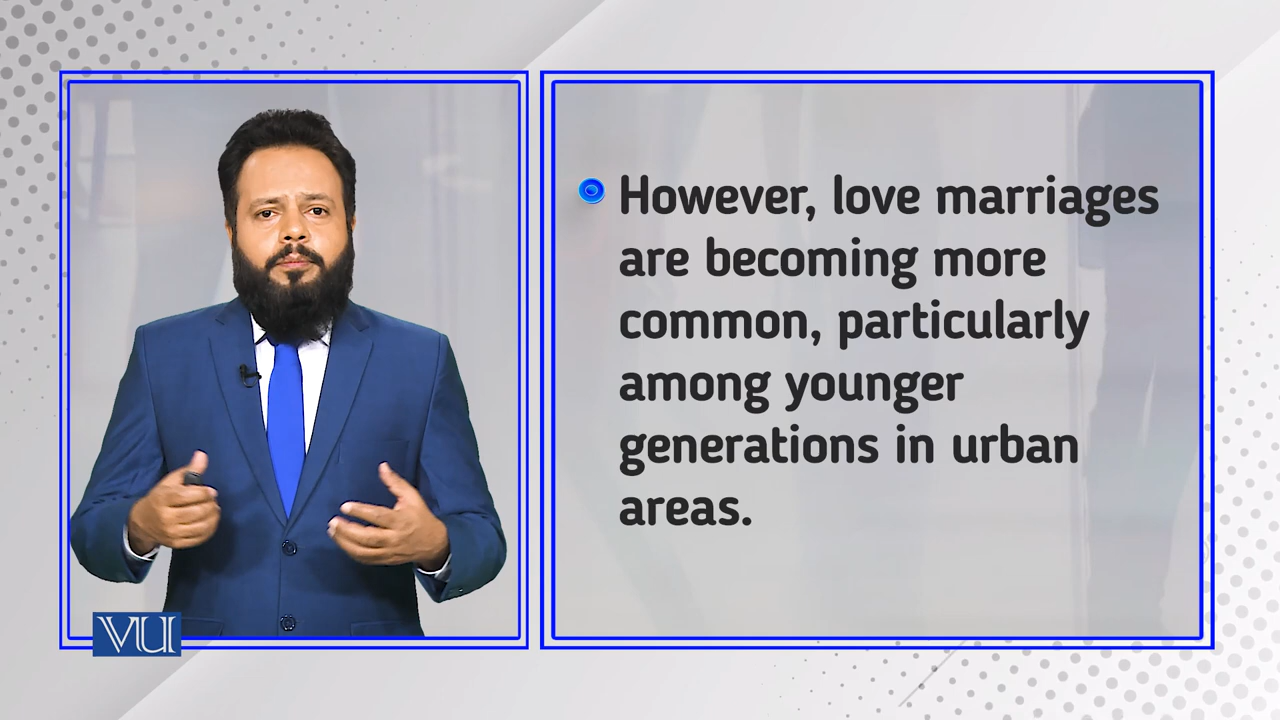 However, love marriages
are becoming more
common, particularly
among younger
generations in urban
areas.
VU